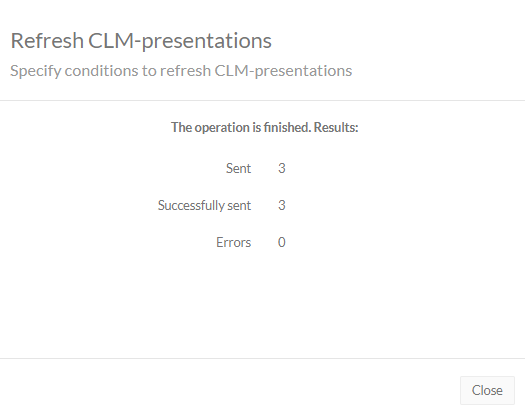 Refresh CLM-presentations
Specify conditions to refresh CLM-presentations
The operation is finished. Results:
Sent 3
Successfully sent 3
Errors 0
Close